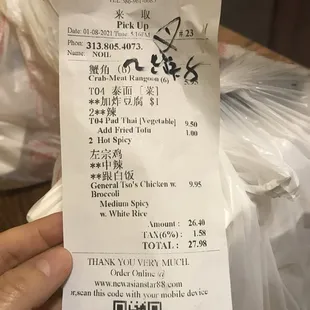 来 取
Pick Up
Date: 01-08-2021 Time:
# 23
Phone: 313.805.4073.
Name: NOIL
蟹角 (6)
Crab-Meat Rangoon (6)
T04 泰面 [菜]
**加炸豆腐 $1
2**辣
T04 Pad Thai [Vegetable] 9.50
Add Fried Tofu 1.00
2 Hot Spicy
左宗鸡
**中辣
**跟白饭
General Tso's Chicken w. 9.95
Broccoli
Medium Spicy
w. White Rice
Amount : 26.40
TAX(6%) : 1.58
TOTAL : 27.98
THANK YOU VERY MUCH.
Order Online @
www.newasianstar88.com
or,scan this code with your mobile device